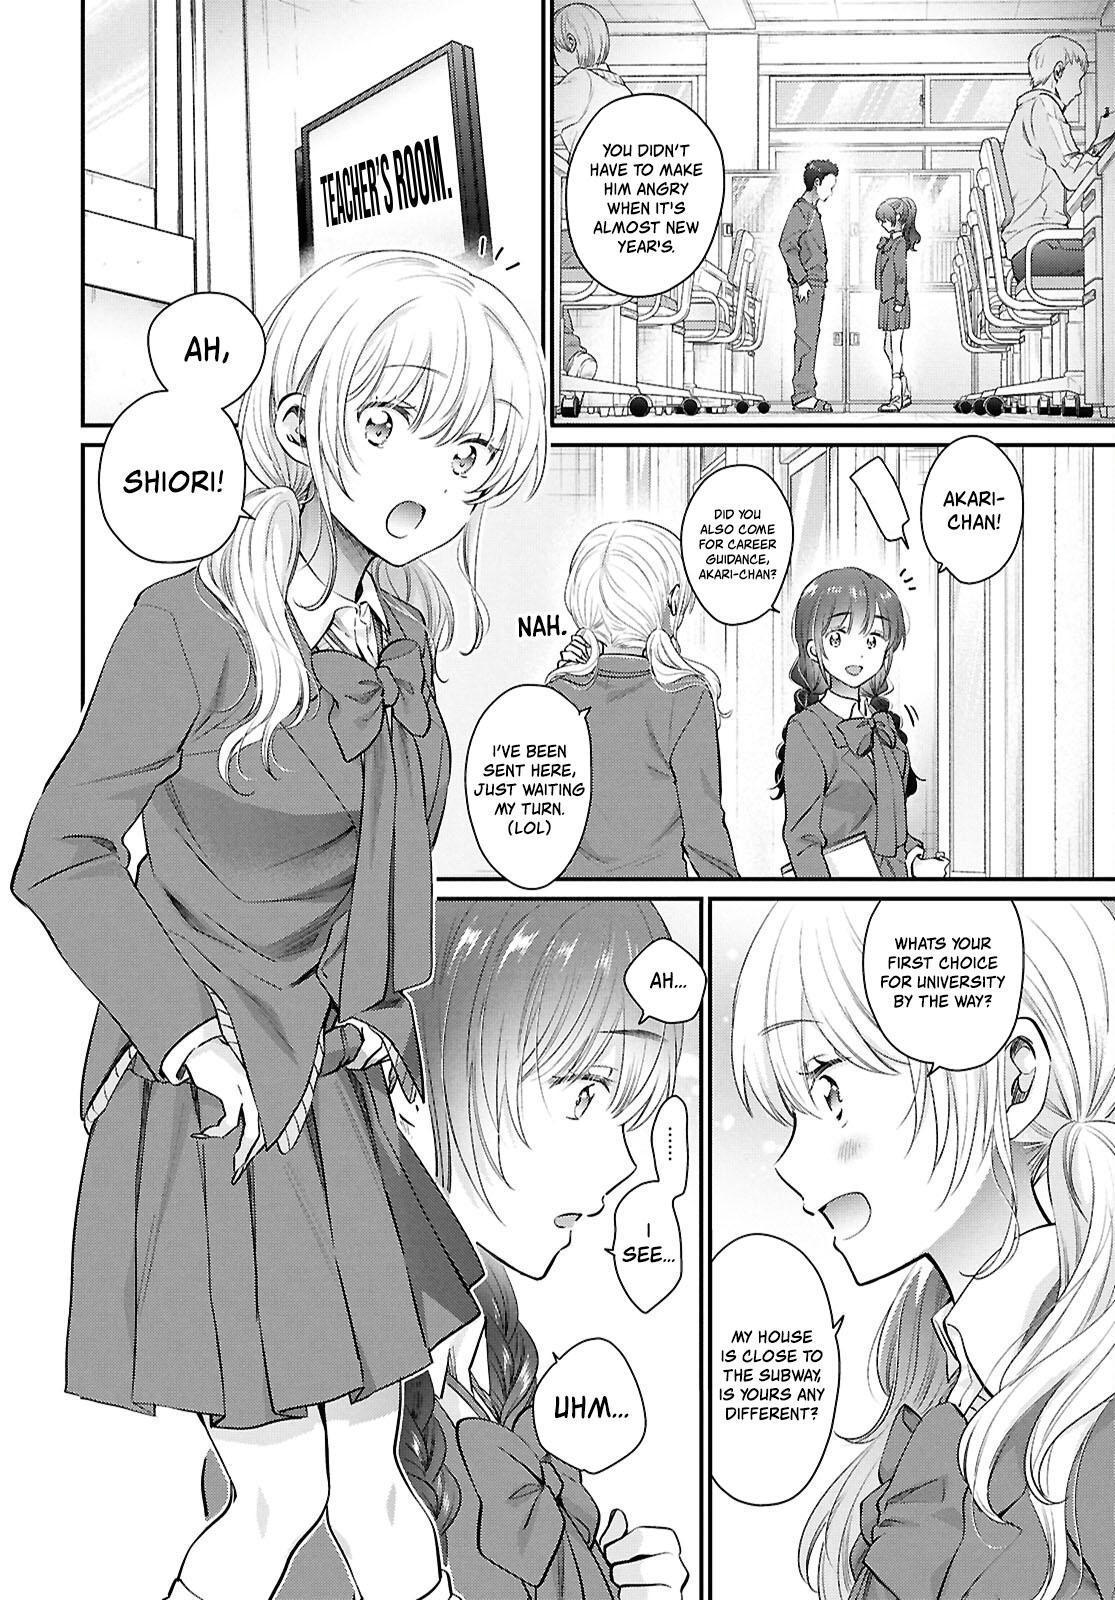 YOU DIDN'T
HAVE TO MAKE
HIM ANGRY
WHEN IT'S
ALMOST NEW
YEAR'S.
TEACHER'S ROOM.
AH,
SHIORI!
AKARI-
CHAN!
DID YOU
ALSO COME
FOR CAREER
GUIDANCE,
AKARI-CHAN?
NAH.
I'VE BEEN
SENT HERE,
JUST WAITING
MY TURN.
(LOL)
WHATS YOUR
FIRST CHOICE
FOR UNIVERSITY
BY THE WAY?
MY HOUSE
IS CLOSE TO
THE SUBWAY,
IS YOURS ANY
DIFFERENT?
AH...
.........
I
SEE...
UHM...